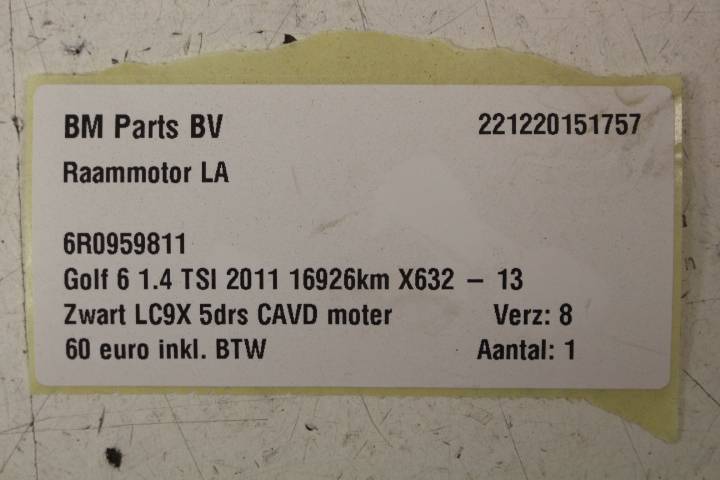 BM Parts BV 221220151757
Raammotor LA
6R0959811
Golf 6 1.4 TSI 2011 16926km X632 – 13
Zwart LC9X 5drs CAVD moter Verz: 8
60 euro inkl. BTW Aantal: 1